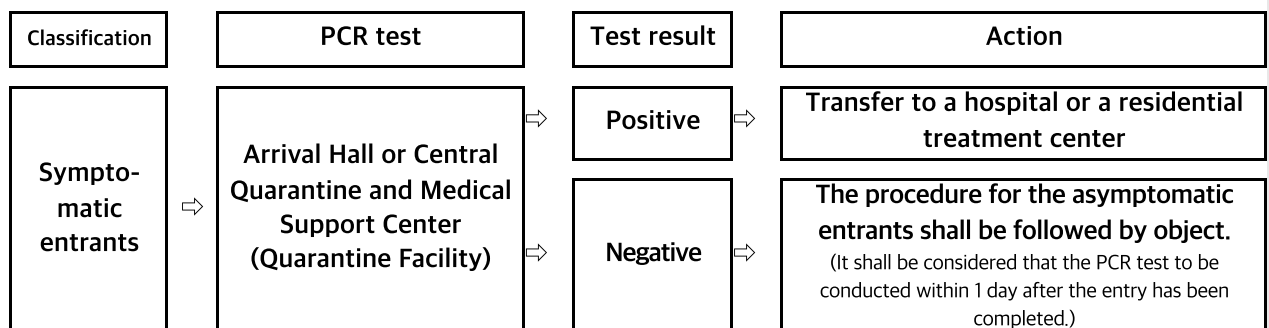 Classification
PCR test
Test result
Action
Sympto-
matic
entrants
Arrival Hall or Central
Quarantine and Medical
Support Center
(Quarantine Facility)
Positive
Transfer to a hospital or a residential
treatment center
Negative
The procedure for the asymptomatic
entrants shall be followed by object.
(It shall be considered that the PCR test to be
conducted within 1 day after the entry has been
completed.)